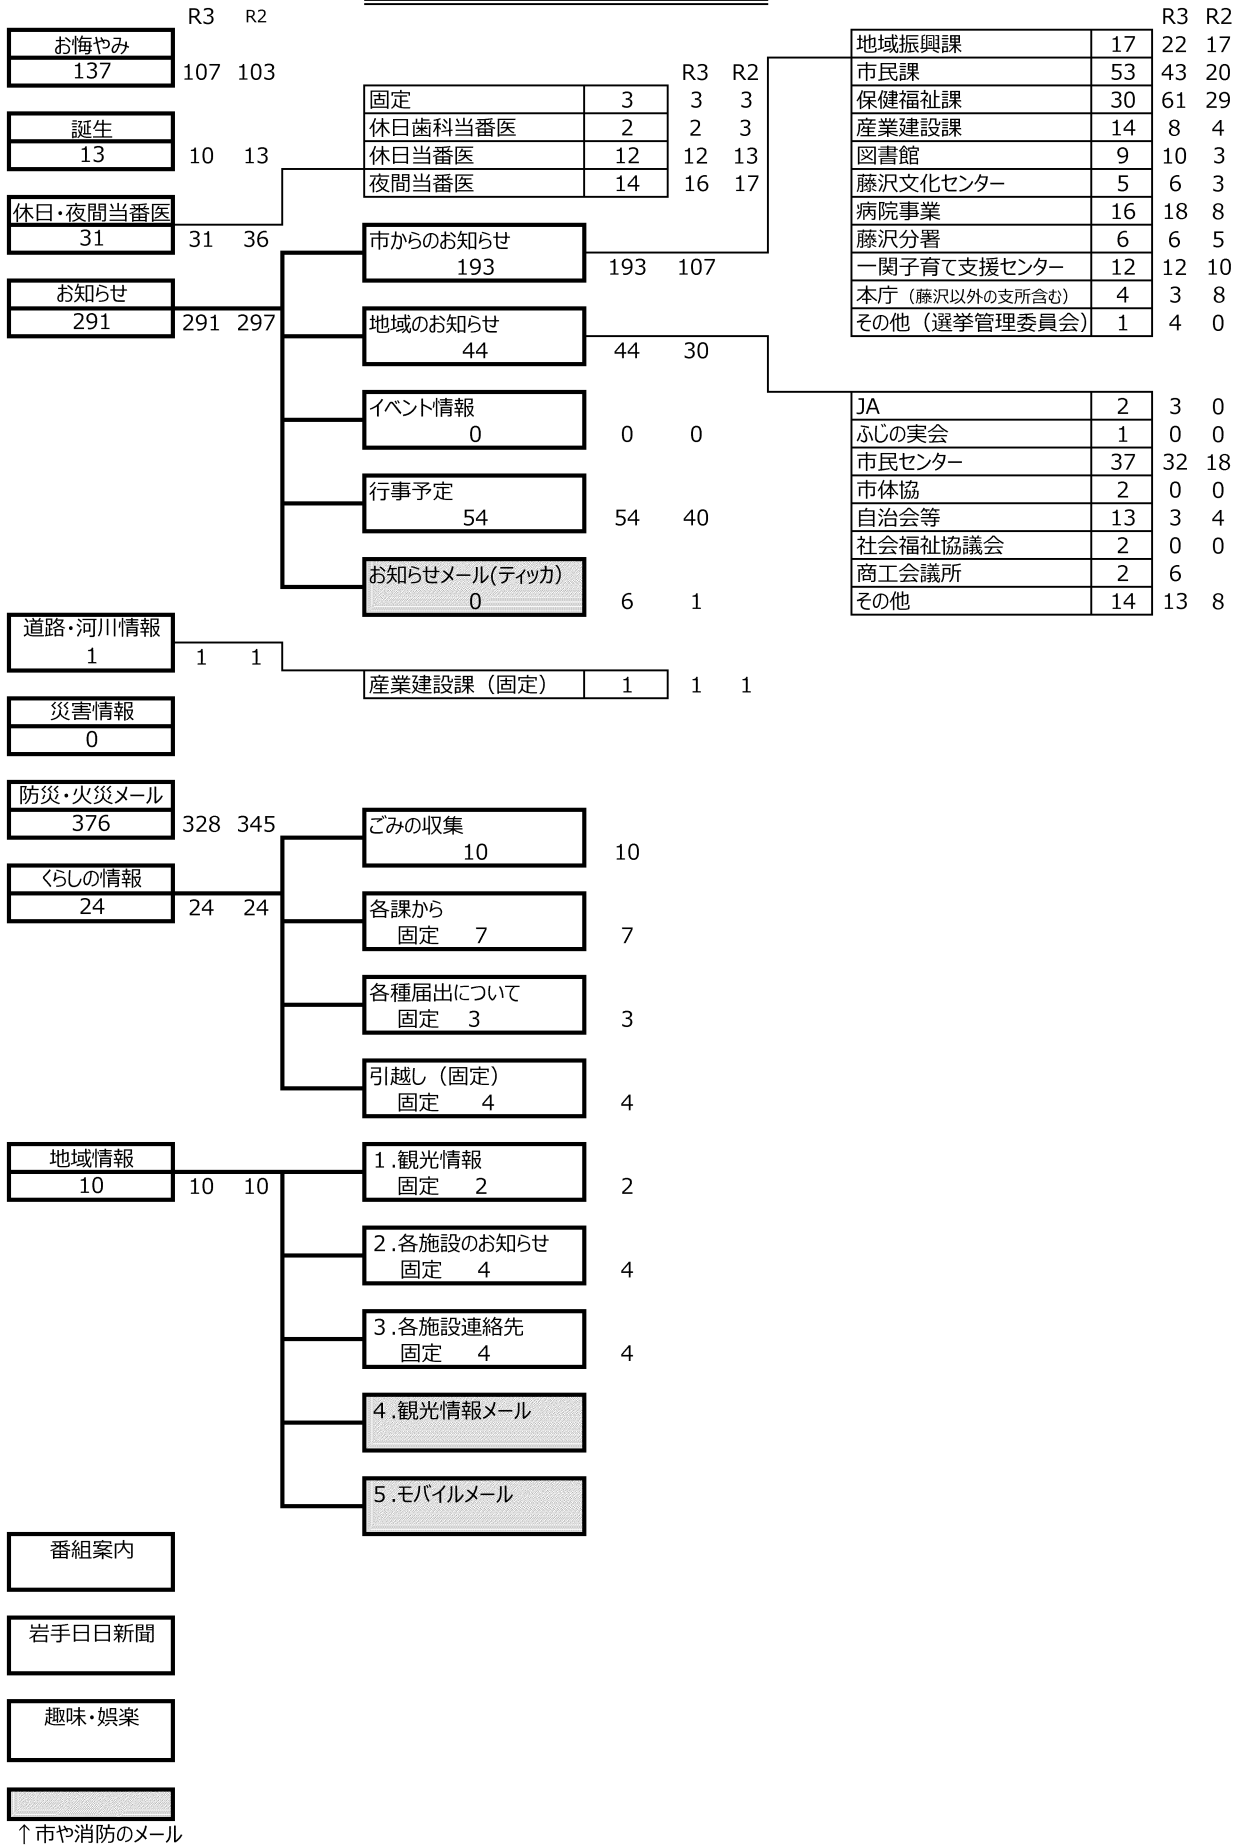 R3 R2
お悔やみ
137 107 103
誕生
13 10 13
休日・夜間当番医
31 31 36
お知らせ
291 291 297
R3 R2
固定 3 3 3
休日歯科当番医 2 2 3
休日当番医 12 12 13
夜間当番医 14 16 17
市からのお知らせ
193 193 107
地域のお知らせ
44 44 30
イベント情報
0 0 0
行事予定
54 54 40
お知らせメール(ティッカ)
0 6 1
R3 R2
地域振興課 17 22 17
市民課 53 43 20
保健福祉課 30 61 29
産業建設課 14 8 4
図書館 9 10 3
藤沢文化センター 5 6 3
病院事業 16 18 8
藤沢分署 6 6 5
一関子育て支援センター 12 12 10
本庁(藤沢以外の支所含む) 4 3 8
その他(選挙管理委員会) 1 4 0
JA 2 3 0
ふじの実会 1 0 0
市民センター 37 32 18
市体協 2 0 0
自治会等 13 3 4
社会福祉協議会 2 0 0
商工会議所 2 6
その他 14 13 8
道路・河川情報
1 1 1
産業建設課(固定) 1 1 1
災害情報
0
防災・火災メール
376 328 345
くらしの情報
24 24 24
ごみの収集
10 10
各課から
固定 7 7
各種届出について
固定 3 3
引越し(固定)
固定 4 4
地域情報
10 10 10
1.観光情報
固定 2 2
2.各施設のお知らせ
固定 4 4
3.各施設連絡先
固定 4 4
4.観光情報メール
5.モバイルメール
番組案内
岩手日日新聞
趣味・娯楽
↑市や消防のメール